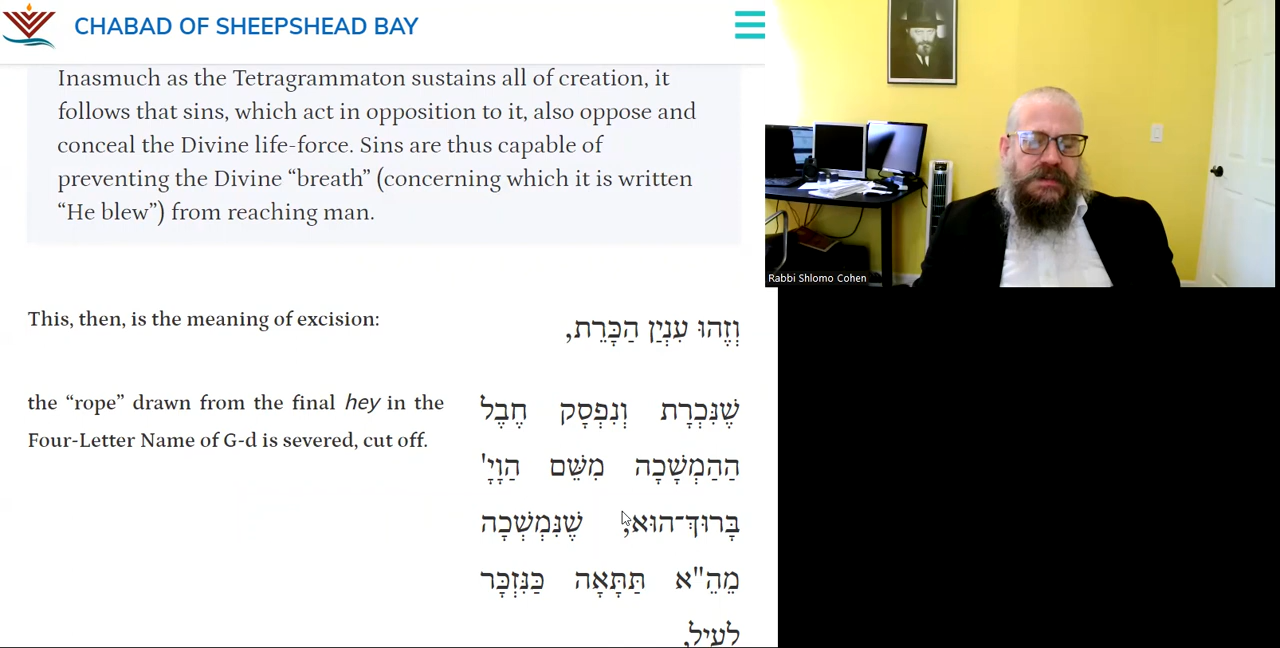 CHABAD OF SHEEPSHEAD BAY
Inasmuch as the Tetragrammaton sustains all of creation, it
follows that sins, which act in opposition to it, also oppose and
conceal the Divine life-force. Sins are thus capable of
preventing the Divine “breath” (concerning which it is written
“He blew”) from reaching man.
This, then, is the meaning of excision:
וְזֶהוּ עִנְיַן הַכָּרֵת,
the “rope” drawn from the final hey in the
Four-Letter Name of G-d is severed, cut off.
שֶׁנִּכְרָת וְנִפְסָק חֶבֶל
הַהַמְשָׁכָה מִשֵּׁם הַוָיָ'
בָּרוּךְ־הוּא, שֶׁנִּמְשְׁכָה
מֵהֵ"א תַּתָּאָה כַּנִּזְכָּר
לעיל,
Rabbi Shlomo Cohen